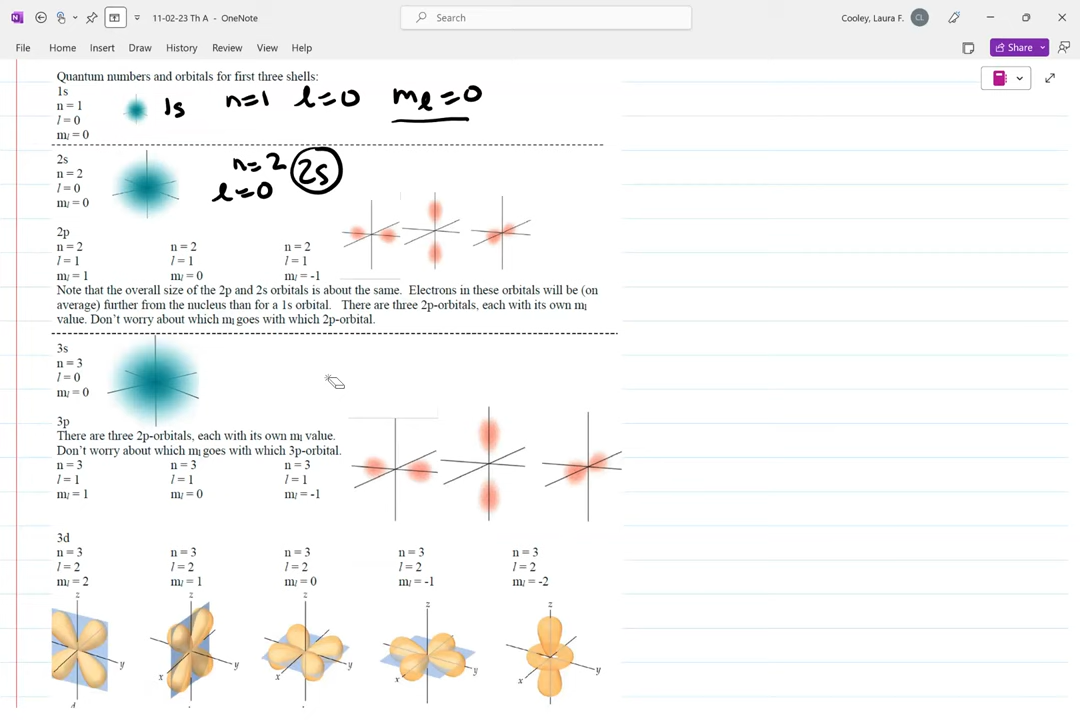 11-02-23 Th A - OneNote
Search
Cooley, Laura F.
CL
File Home Insert Draw History Review View Help
Share
Quantum numbers and orbitals for first three shells:
1s
n = 1
l = 0
ml = 0
1s n=1 l=0 ml=0
2s
n = 2
l = 0
ml = 0
n=2 2s
l=0
2p
n = 2 n = 2 n = 2
l = 1 l = 1 l = 1
ml = 1 ml = 0 ml = -1
Note that the overall size of the 2p and 2s orbitals is about the same. Electrons in these orbitals will be (on
average) further from the nucleus than for a 1s orbital. There are three 2p-orbitals, each with its own ml
value. Don't worry about which ml goes with which 2p-orbital.
3s
n = 3
l = 0
ml = 0
3p
There are three 2p-orbitals, each with its own ml value.
Don't worry about which ml goes with which 3p-orbital.
n = 3 n = 3 n = 3
l = 1 l = 1 l = 1
ml = 1 ml = 0 ml = -1
3d
n = 3 n = 3 n = 3 n = 3 n = 3
l = 2 l = 2 l = 2 l = 2 l = 2
ml = 2 ml = 1 ml = 0 ml = -1 ml = -2
z z z z z
y y y y y
x x x x